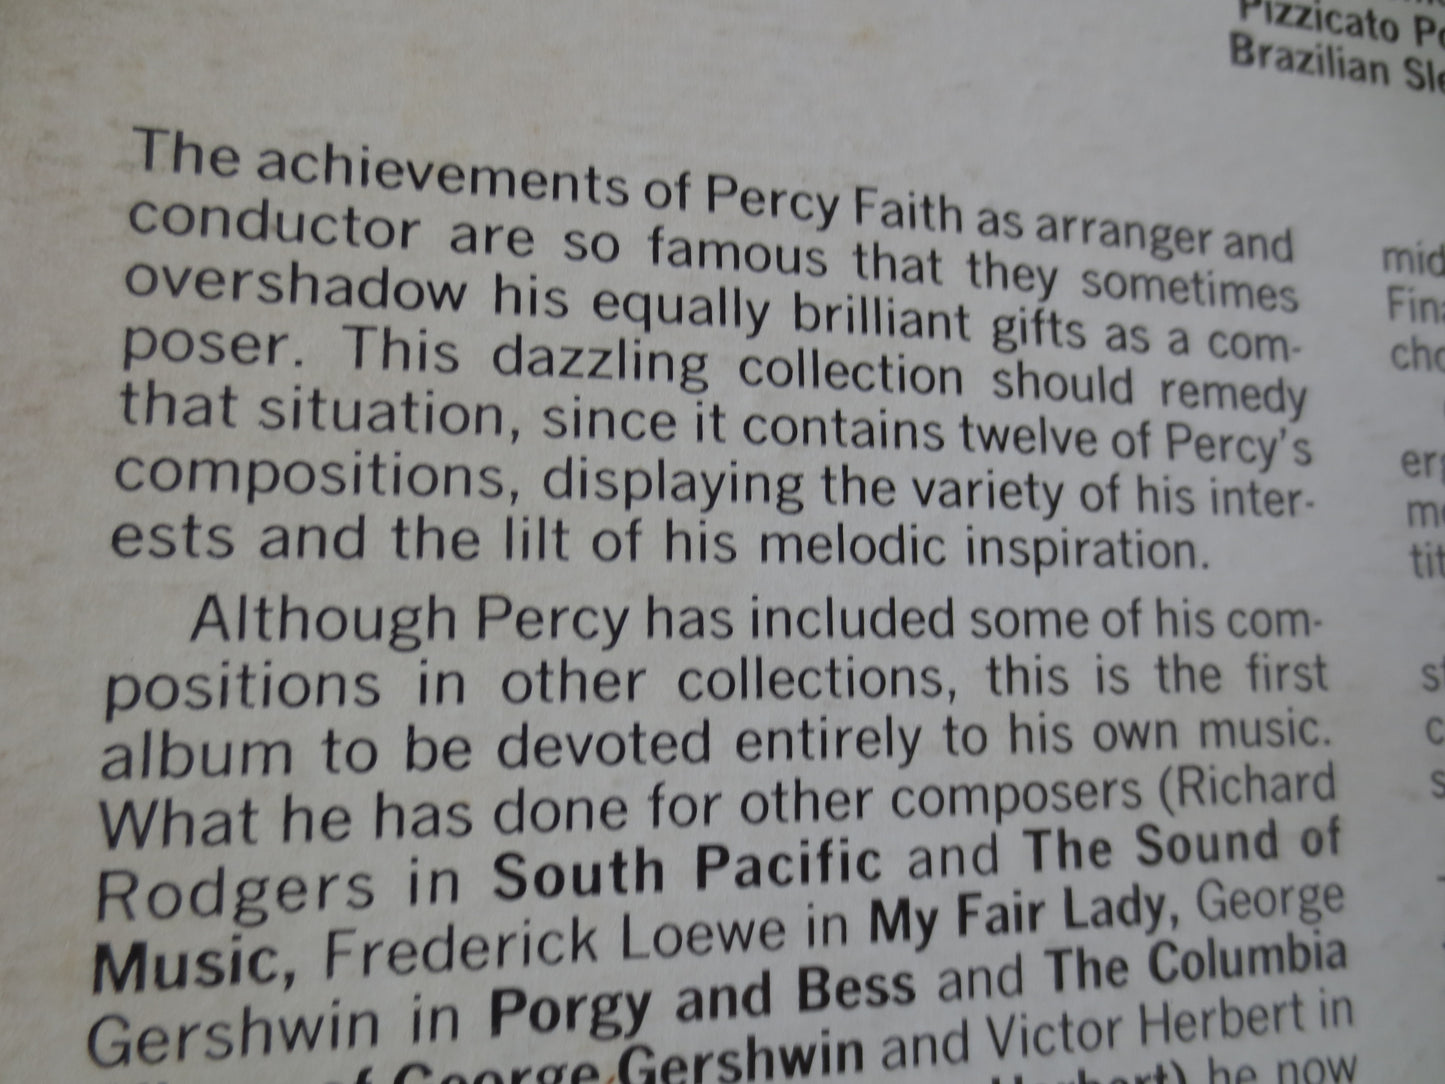 Pizzicato
Brazilian
The achievements of Percy Faith as arranger and
conductor are so famous that they sometimes
overshadow his equally brilliant gifts as a com-
poser. This dazzling collection should remedy
that situation, since it contains twelve of Percy's
compositions, displaying the variety of his inter-
ests and the lilt of his melodic inspiration.
Although Percy has included some of his com-
positions in other collections, this is the first
album to be devoted entirely to his own music.
What he has done for other composers (Richard
Rodgers in South Pacific and The Sound of
Music, Frederick Loewe in My Fair Lady, George
Gershwin in Porgy and Bess and The Columbia
of George Gershwin and Victor Herbert in
he now